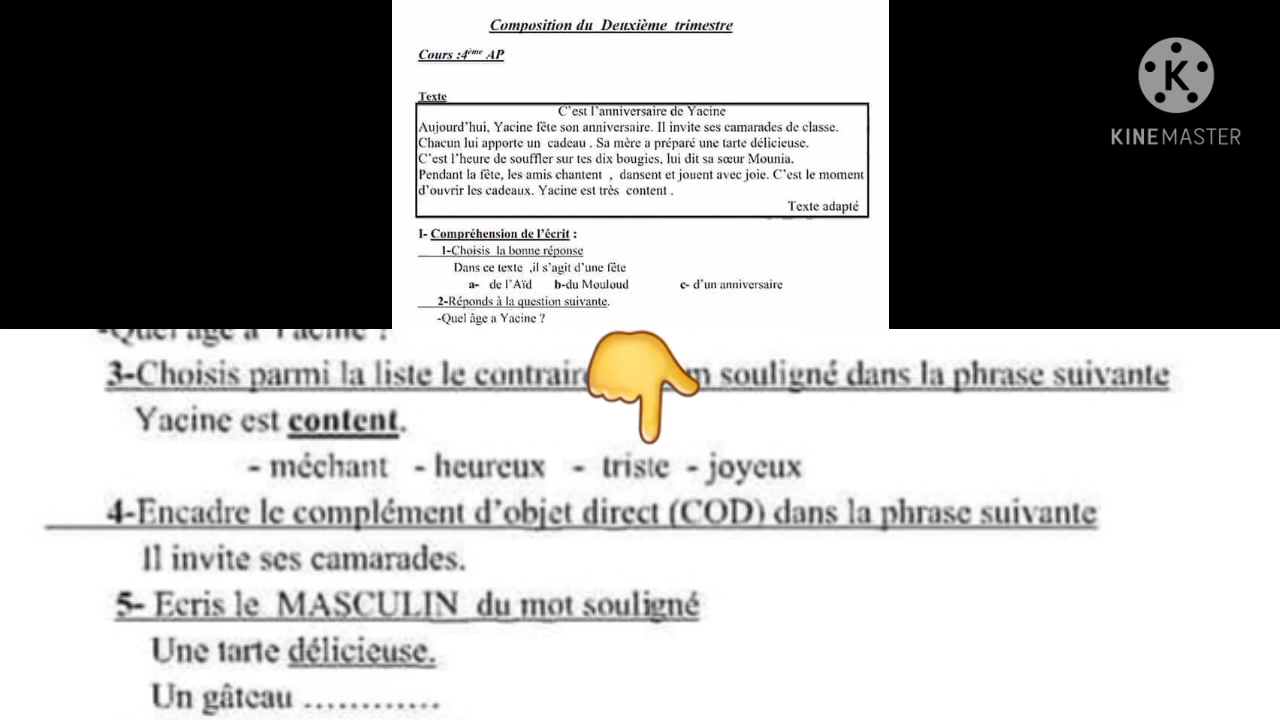 Composition du Deuxième trimestre
Cours :4ème AP
Texte
C'est l'anniversaire de Yacine
Aujourd'hui, Yacine fête son anniversaire. Il invite ses camarades de classe.
Chacun lui apporte un cadeau . Sa mère a préparé une tarte délicieuse.
C'est l'heure de souffler sur tes dix bougies, lui dit sa sœur Mounia.
Pendant la fête, les amis chantent , dansent et jouent avec joie. C'est le moment
d'ouvrir les cadeaux. Yacine est très content .
Texte adapté
I- Compréhension de l'écrit :
1-Choisis la bonne réponse
Dans ce texte ,il s'agit d'une fête
a- de l'Aïd b-du Mouloud c- d'un anniversaire
2-Réponds à la question suivante.
-Quel âge a Yacine ?
KINEMASTER
-Quel âge a Yacine ?
3-Choisis parmi la liste le contraire souligné dans la phrase suivante
Yacine est content.
- méchant - heureux - triste - joyeux
4-Encadre le complément d'objet direct (COD) dans la phrase suivante
Il invite ses camarades.
5- Ecris le MASCULIN du mot souligné
Une tarte délicieuse.
Un gâteau ............